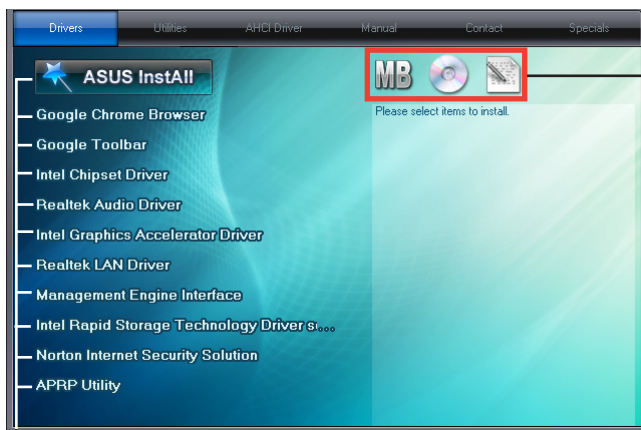 Drivers Utilities AHCI Driver Manual Contact Specials
ASUS InstAll
MB
Please select items to install.
Google Chrome Browser
Google Toolbar
Intel Chipset Driver
Realtek Audio Driver
Intel Graphics Accelerator Driver
Realtek LAN Driver
Management Engine Interface
Intel Rapid Storage Technology Driver s...
Norton Internet Security Solution
APRP Utility